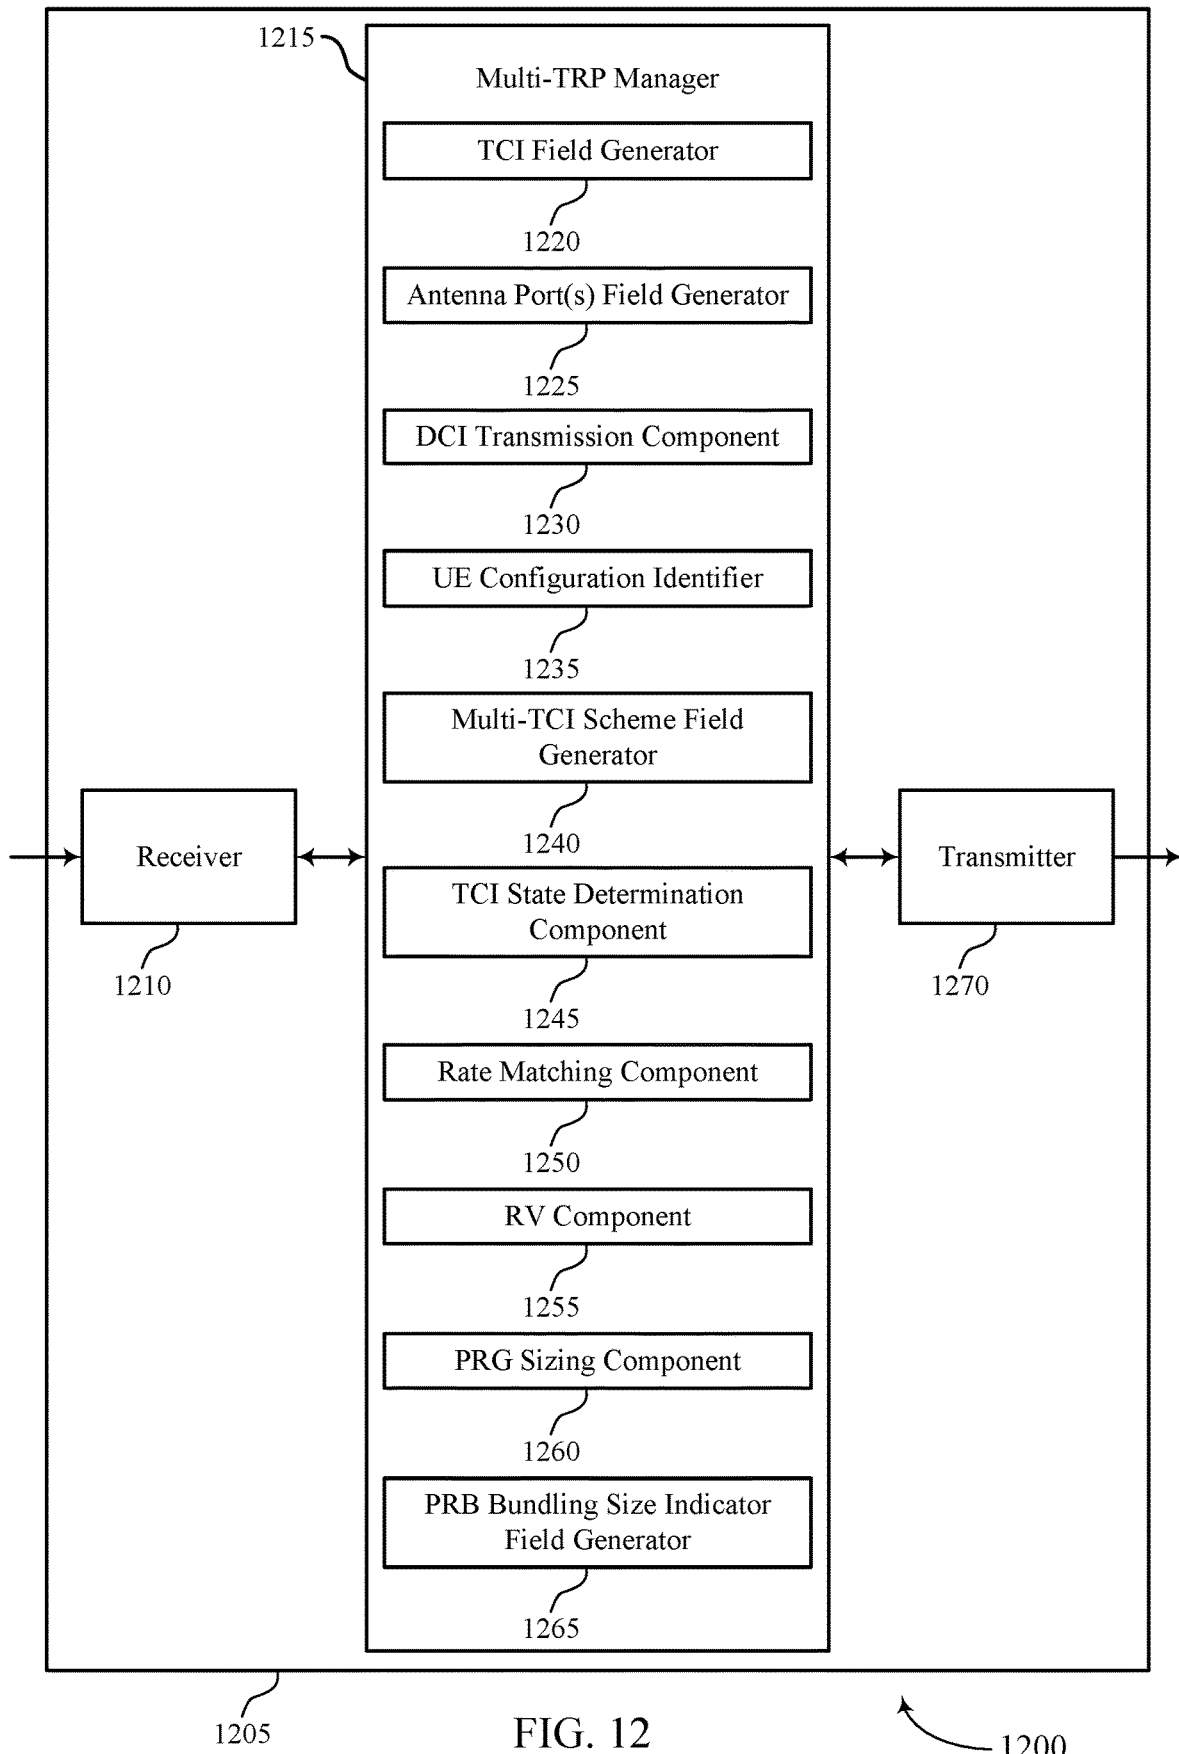 1215
Multi-TRP Manager
TCI Field Generator
1220
Antenna Port(s) Field Generator
1225
DCI Transmission Component
1230
UE Configuration Identifier
1235
Multi-TCI Scheme Field
Generator
1240
Receiver
1210
TCI State Determination
Component
1245
Transmitter
1270
Rate Matching Component
1250
RV Component
1255
PRG Sizing Component
1260
PRB Bundling Size Indicator
Field Generator
1265
1205
FIG. 12
1200